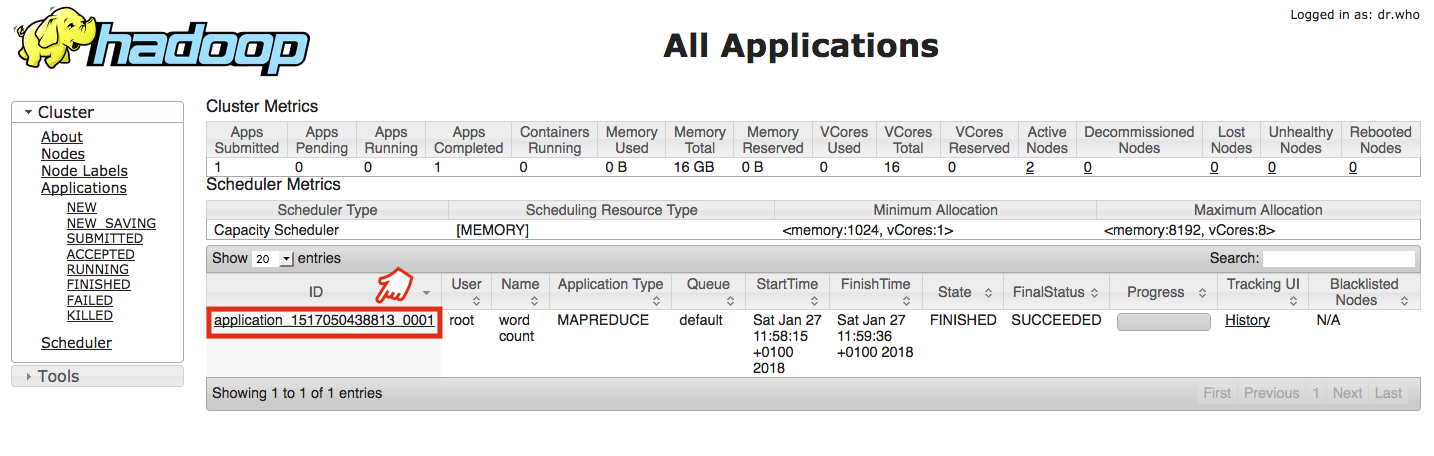 Logged in as: dr.who
hadoop
All Applications
Cluster
About
Nodes
Node Labels
Applications
NEW
NEW_SAVING
SUBMITTED
ACCEPTED
RUNNING
FINISHED
FAILED
KILLED
Scheduler
Tools
Cluster Metrics
Apps Submitted Apps Pending Apps Running Apps Completed Containers Running Memory Used Memory Total Memory Reserved VCores Used VCores Total VCores Reserved Active Nodes Decommissioned Nodes Lost Nodes Unhealthy Nodes Rebooted Nodes
1 0 0 1 0 0 B 16 GB 0 B 0 16 0 2 0 0 0 0
Scheduler Metrics
Scheduler Type Scheduling Resource Type Minimum Allocation Maximum Allocation
Capacity Scheduler [MEMORY] <memory:1024, vCores:1> <memory:8192, vCores:8>
Show 20 entries Search:
ID User Name Application Type Queue StartTime FinishTime State FinalStatus Progress Tracking UI Blacklisted Nodes
application_1517050438813_0001 root word count MAPREDUCE default Sat Jan 27 11:58:15 +0100 2018 Sat Jan 27 11:59:36 +0100 2018 FINISHED SUCCEEDED History N/A
Showing 1 to 1 of 1 entries First Previous 1 Next Last